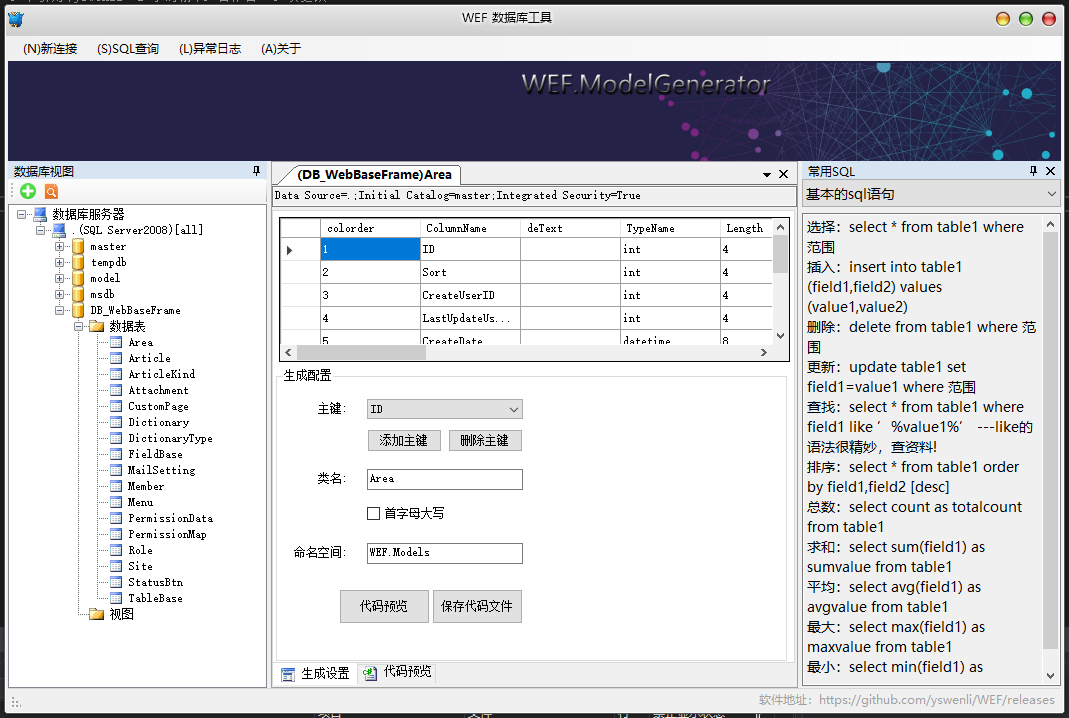 WEF 数据库工具
(N)新连接 (S)SQL查询 (L)异常日志 (A)关于
WEF.ModelGenerator
数据库视图
数据库服务器
.(SQL Server2008)[all]
master
tempdb
model
msdb
DB_WebBaseFrame
数据表
Area
Article
ArticleKind
Attachment
CustomPage
Dictionary
DictionaryType
FieldBase
MailSetting
Member
Menu
PermissionData
PermissionMap
Role
Site
StatusBtn
TableBase
视图
(DB_WebBaseFrame)Area
Data Source=.;Initial Catalog=master;Integrated Security=True
colorder ColumnName deText TypeName Length
1 ID int 4
2 Sort int 4
3 CreateUserID int 4
4 LastUpdateUs... int 4
5 CreateDate datetime 8
生成配置
主键: ID
添加主键 删除主键
类名: Area
首字母大写
命名空间: WEF.Models
代码预览 保存代码文件
生成设置 代码预览
常用SQL
基本的sql语句
选择：select * from table1 where
范围
插入：insert into table1
(field1,field2) values
(value1,value2)
删除：delete from table1 where 范
围
更新：update table1 set
field1=value1 where 范围
查找：select * from table1 where
field1 like ’%value1%’ ---like的
语法很精妙，查资料!
排序：select * from table1 order
by field1,field2 [desc]
总数：select count as totalcount
from table1
求和：select sum(field1) as
sumvalue from table1
平均：select avg(field1) as
avgvalue from table1
最大：select max(field1) as
maxvalue from table1
最小：select min(field1) as
软件地址：https://github.com/yswenli/WEF/releases